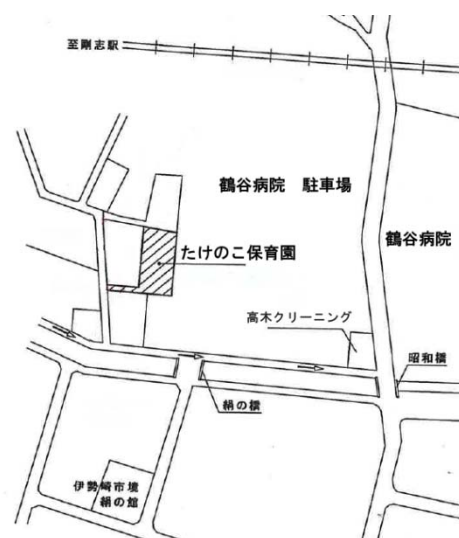 至剛志駅
鶴谷病院 駐車場
鶴谷病院
たけのこ保育園
高木クリーニング
昭和橋
絹の橋
伊勢崎市境
絹の館